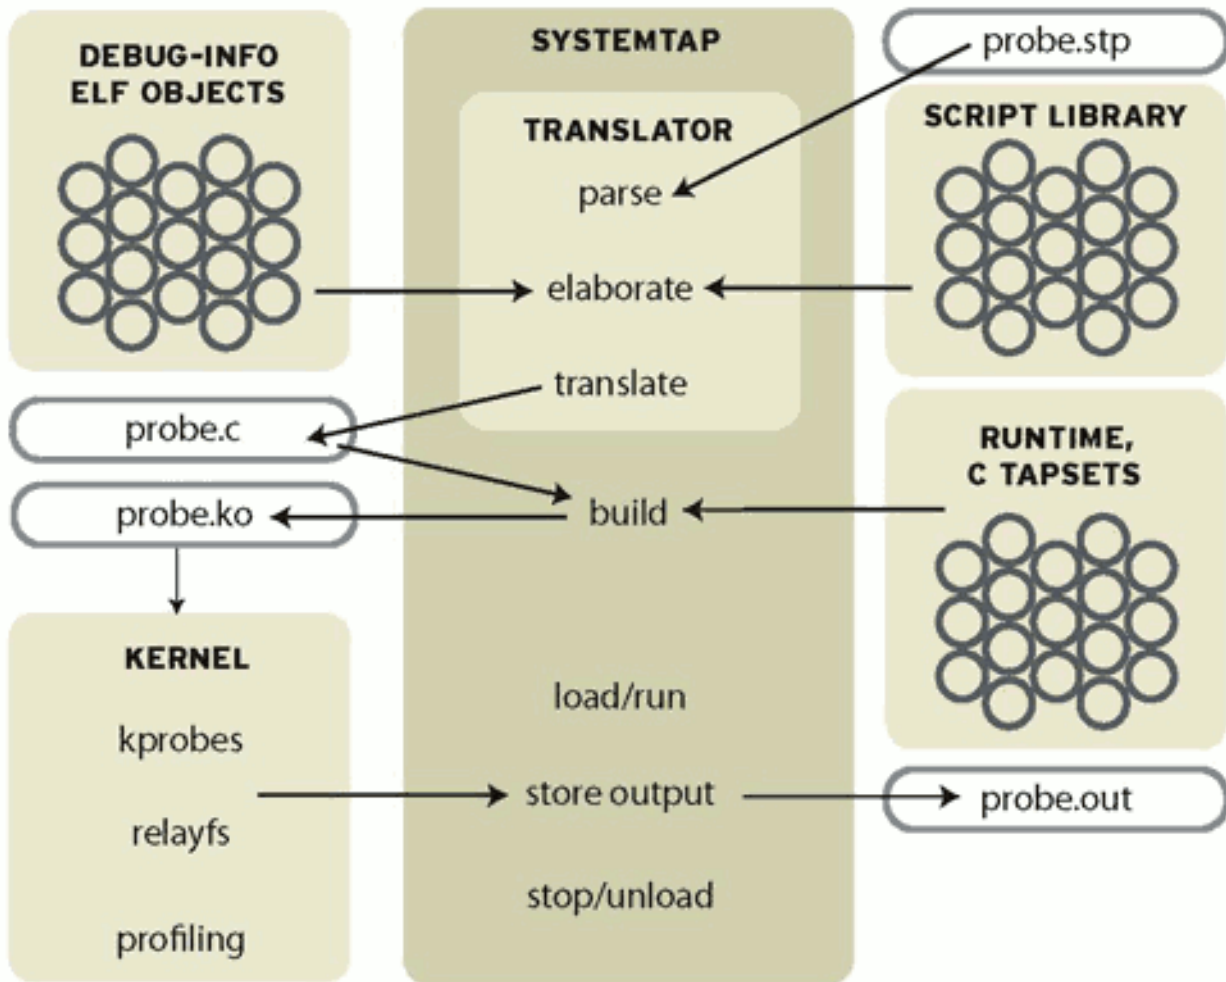 DEBUG-INFO
ELF OBJECTS
SYSTEMTAP
TRANSLATOR
parse
elaborate
translate
build
load/run
store output
stop/unload
probe.stp
SCRIPT LIBRARY
RUNTIME,
C TAPSETS
probe.out
probe.c
probe.ko
KERNEL
kprobes
relayfs
profiling